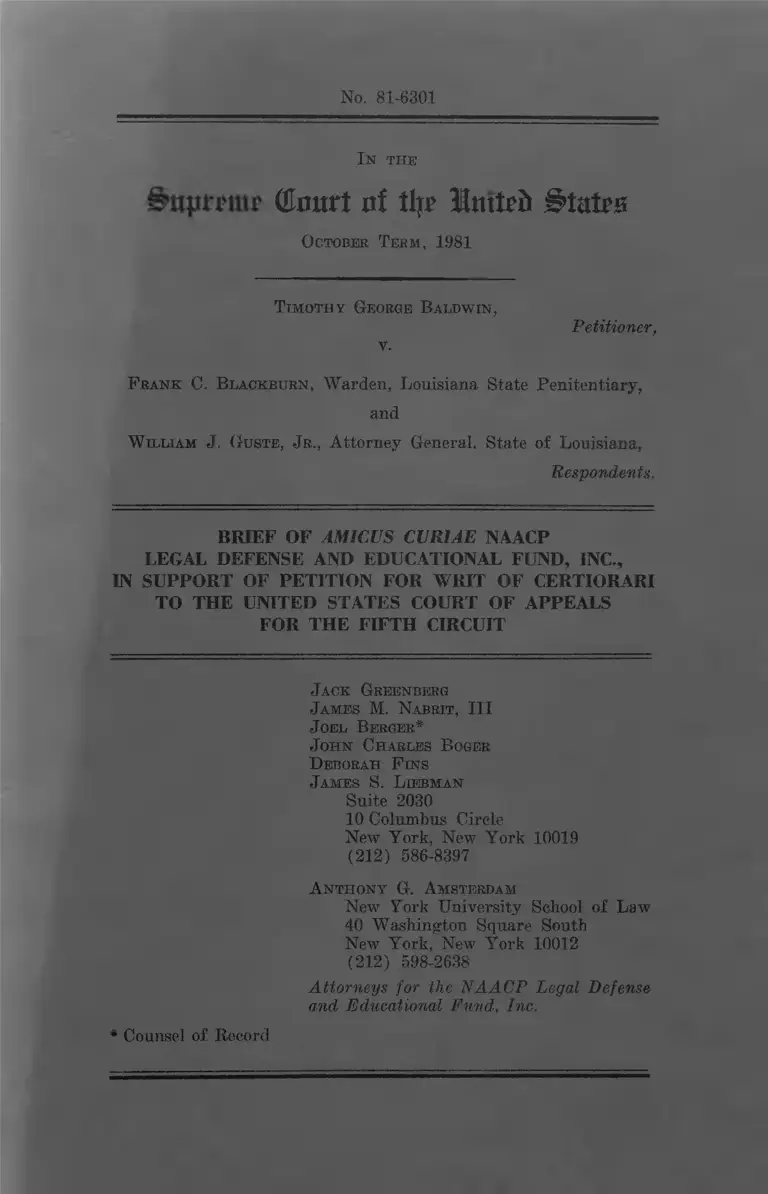 No. 81-6301
In the
Supreme Court of the United States
October Term, 1981
Timothy George Baldwin,
Petitioner,
v.
Frank C. Blackburn, Warden, Louisiana State Penitentiary,
and
William J. Guste, Jr., Attorney General, State of Louisiana,
Respondents.
BRIEF OF AMICUS CURIAE NAACP
LEGAL DEFENSE AND EDUCATIONAL FUND, INC.,
IN SUPPORT OF PETITION FOR WRIT OF CERTIORARI
TO THE UNITED STATES COURT OF APPEALS
FOR THE FIFTH CIRCUIT
Jack Greenberg
James M. Nabrit, III
Joel Berger*
John Charles Boger
Deborah Fins
James S. Liebman
Suite 2030
10 Columbus Circle
New York, New York 10019
(212) 586-8397
Anthony G. Amsterdam
New York University School of Law
40 Washington Square South
New York, New York 10012
(212) 598-2638
Attorneys for the NAACP Legal Defense
and Educational Fund, Inc.
* Counsel of Record